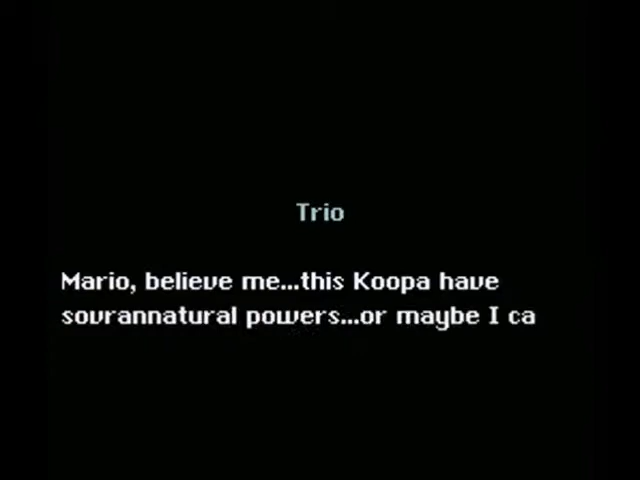 Trio
Mario, believe me...this Koopa have
sovrannatural powers...or maybe I ca